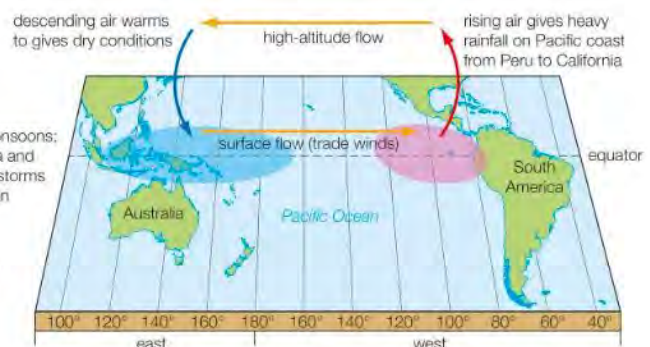 descending air warms
to gives dry conditions
high-altitude flow
rising air gives heavy
rainfall on Pacific coast
from Peru to California
and
storms
surface flow (trade winds)
equator
South
America
Australia
Pacific Ocean
100° 120° 140° 160° 180° 160° 140° 120° 100° 80° 60° 40°
east west